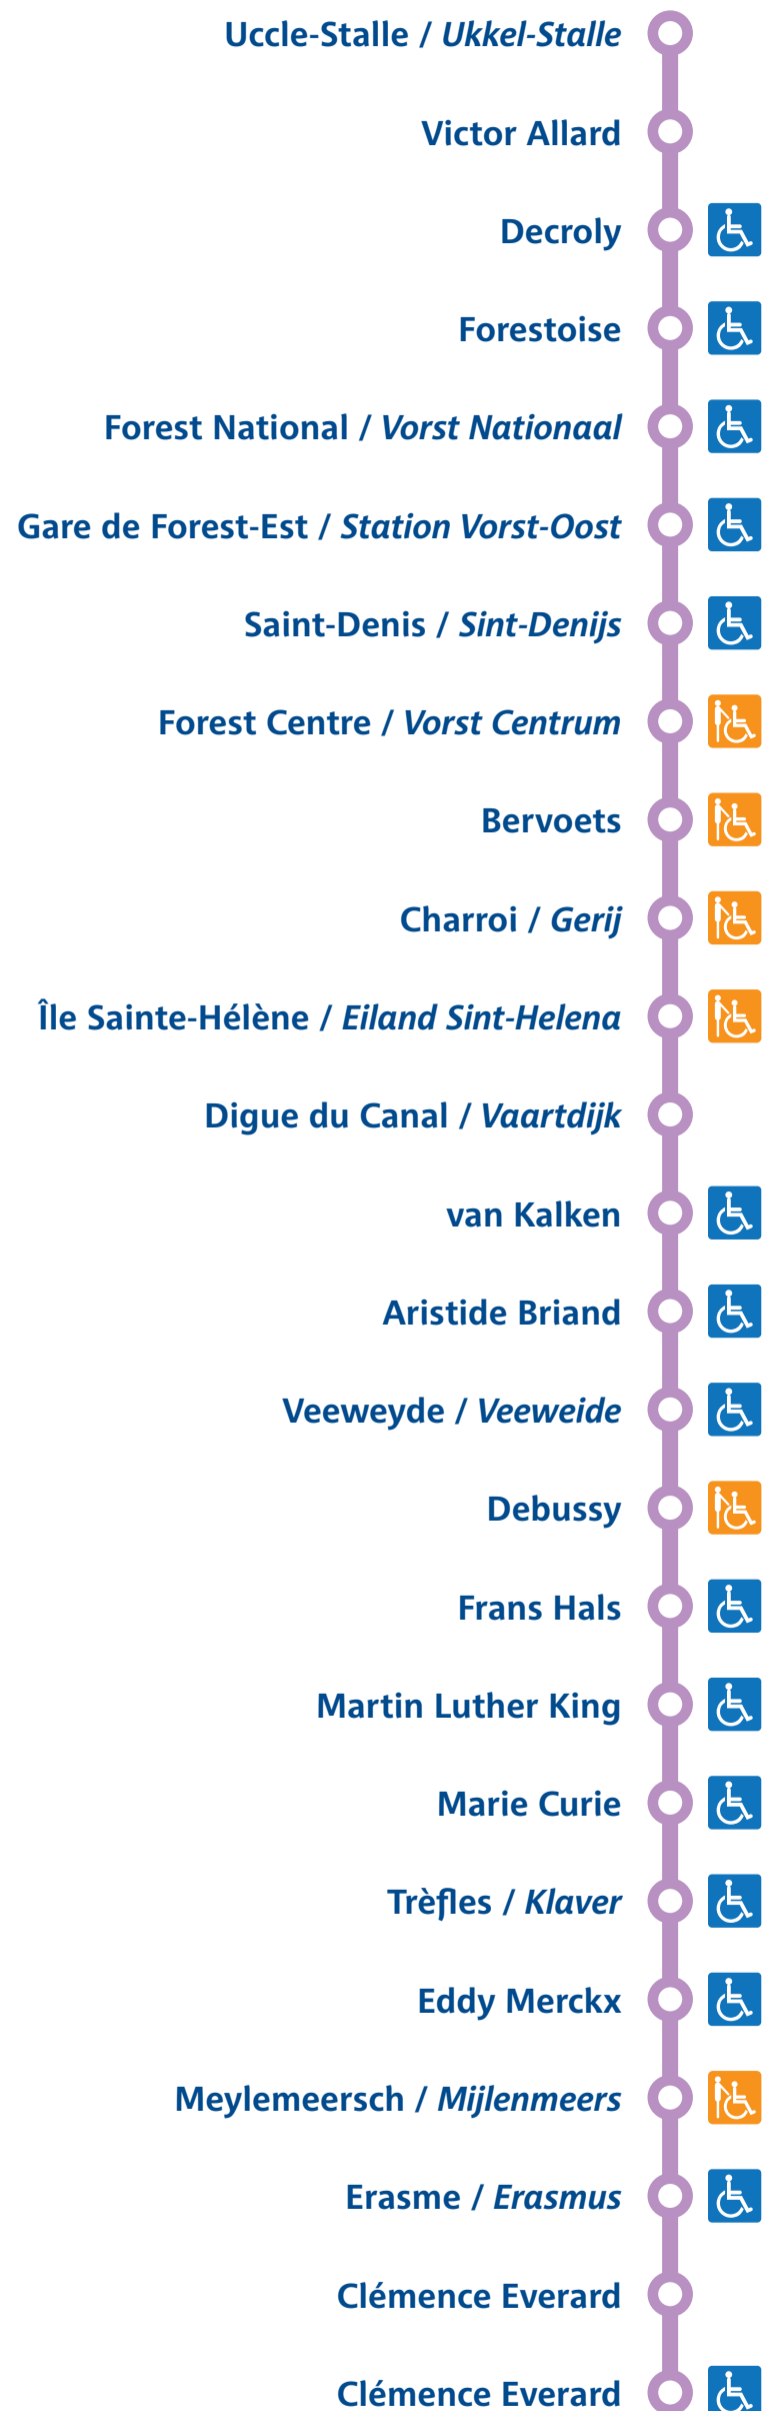 Uccle-Stalle / Ukkel-Stalle
Victor Allard
Decroly
Forestoise
Forest National / Vorst Nationaal
Gare de Forest-Est / Station Vorst-Oost
Saint-Denis / Sint-Denijs
Forest Centre / Vorst Centrum
Bervoets
Charroi / Gerij
Île Sainte-Hélène / Eiland Sint-Helena
Digue du Canal / Vaartdijk
van Kalken
Aristide Briand
Veeweyde / Veeweide
Debussy
Frans Hals
Martin Luther King
Marie Curie
Trèfles / Klaver
Eddy Merckx
Meylemeersch / Mijlenmeers
Erasme / Erasmus
Clémence Everard
Clémence Everard